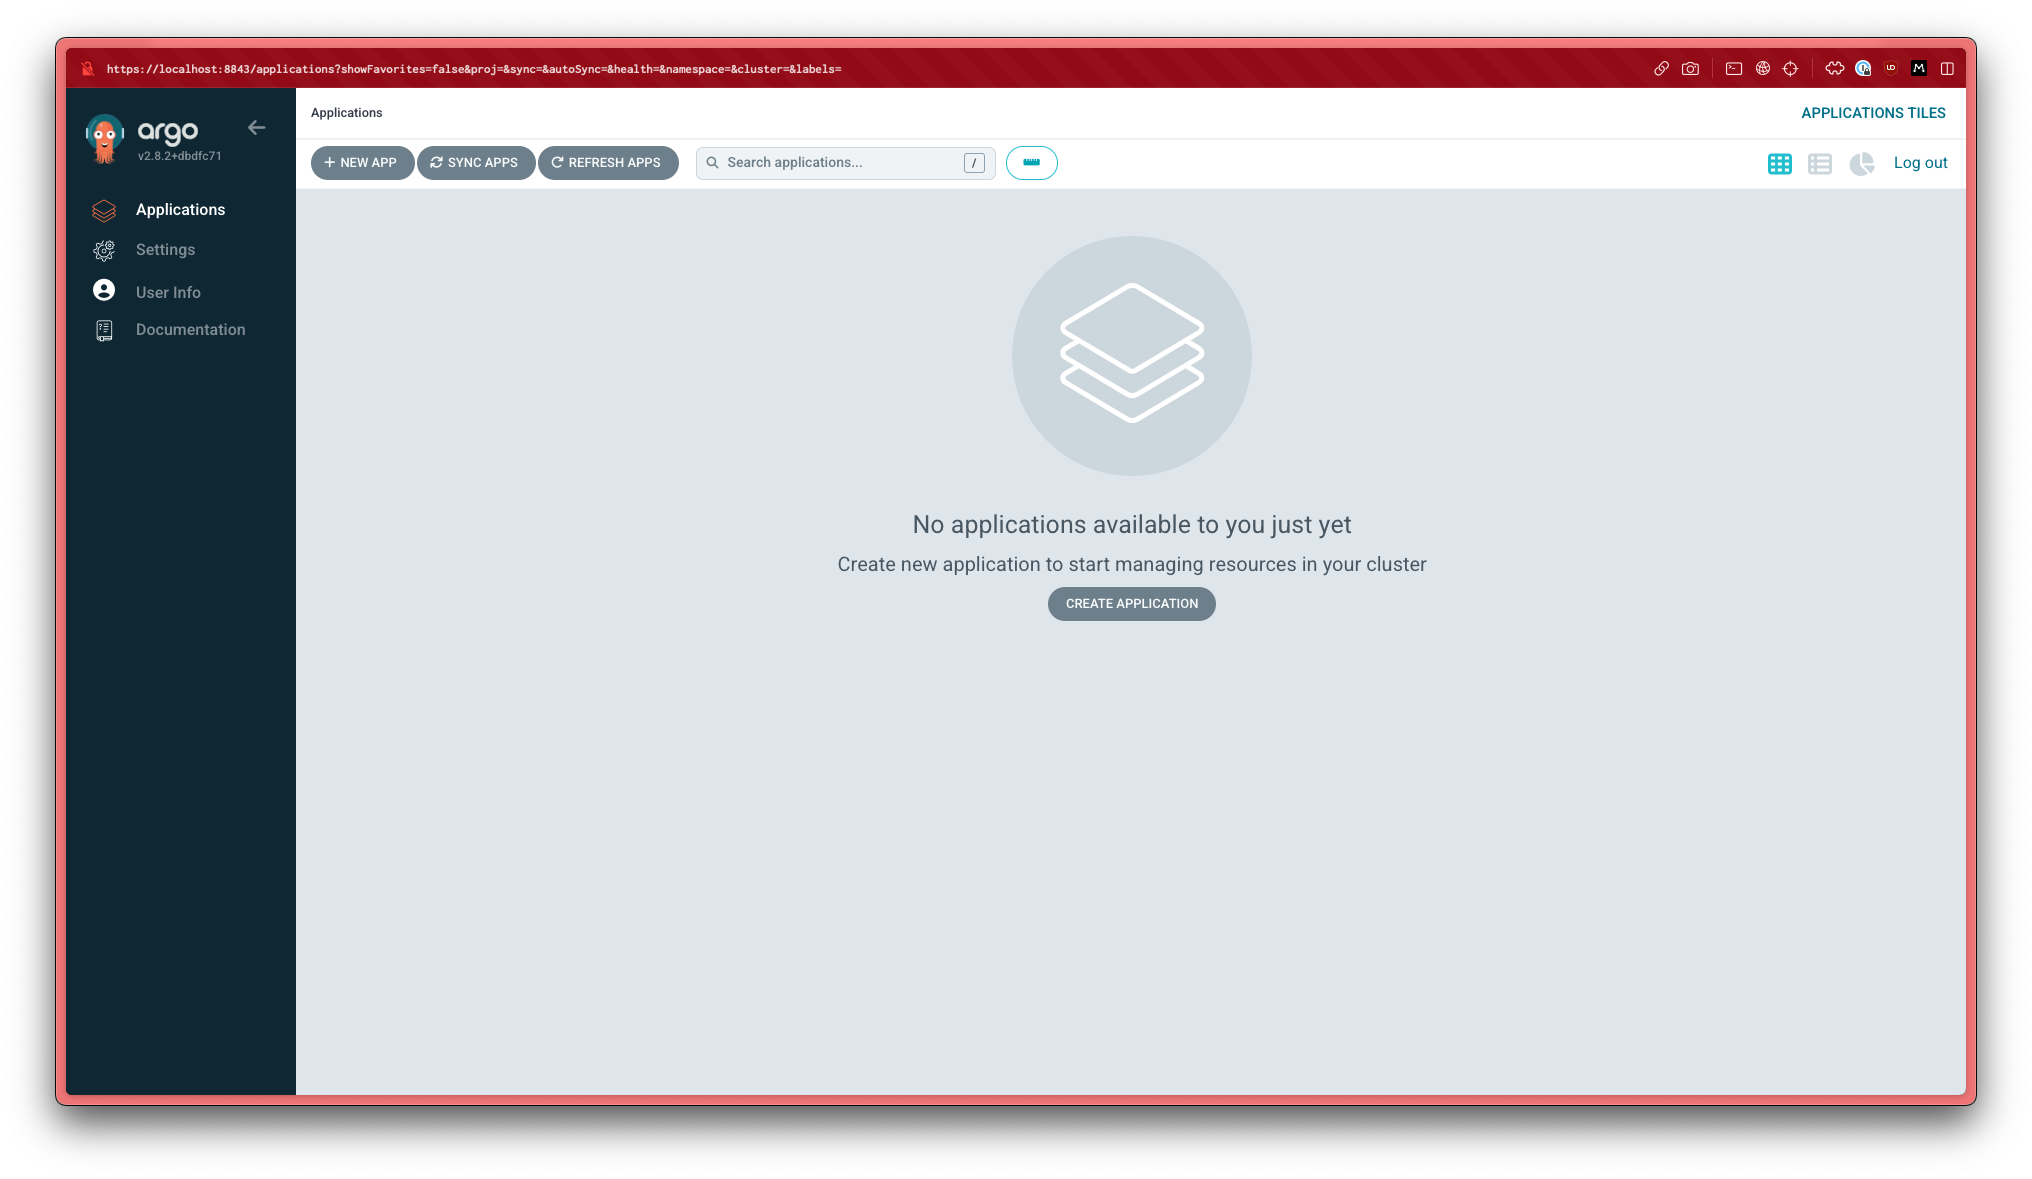 https://localhost:8843/applications?showFavorites=false&proj=&sync=&autoSync=&health=&namespace=&cluster=&labels=
argo
v2.8.2+dbdfc71
Applications
Settings
User Info
Documentation
Applications
APPLICATIONS TILES
+ NEW APP
SYNC APPS
REFRESH APPS
Search applications...
/
Log out
No applications available to you just yet
Create new application to start managing resources in your cluster
CREATE APPLICATION